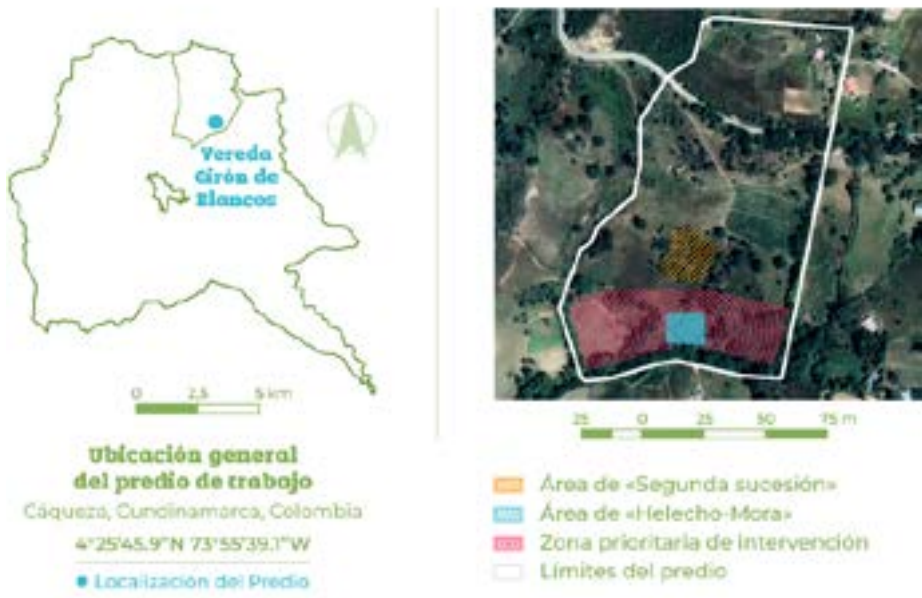 Vereda
Girón de
Blancos
0 2,5 5 km
Ubicación general
del predio de trabajo
Cáqueza, Cundinamarca, Colombia
4°25'45.9"N 73°55'39.1"W
Localización del Predio
25 0 25 50 75 m
Área de «Segunda sucesión»
Área de «Helecho-Mora»
Zona prioritaria de intervención
Límites del predio